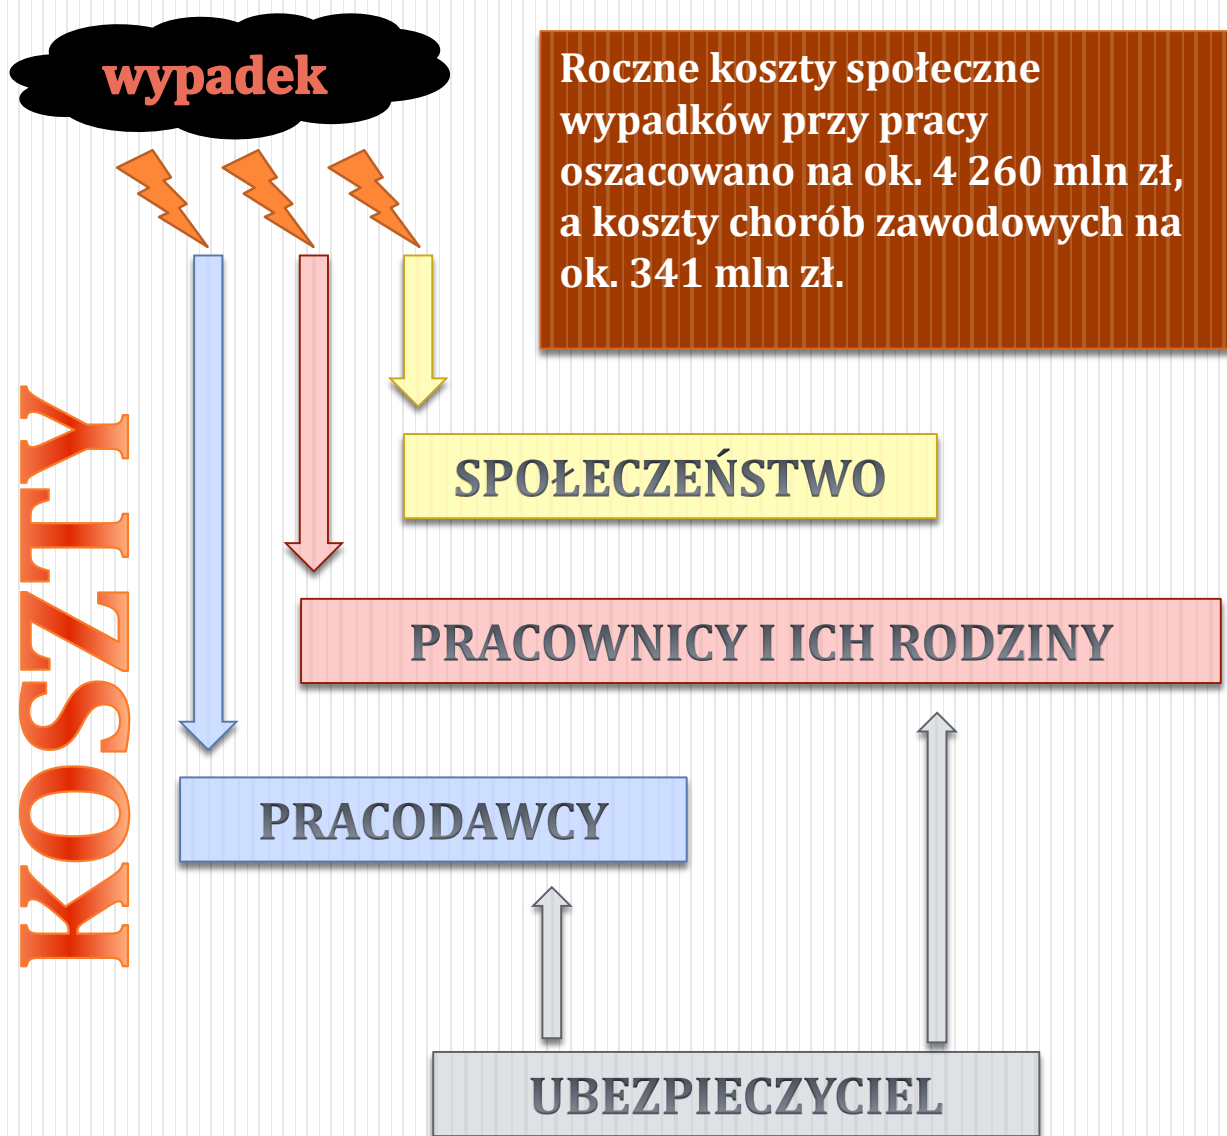 wypadek
Roczne koszty społeczne
wypadków przy pracy
oszacowano na ok. 4 260 mln zł,
a koszty chorób zawodowych na
ok. 341 mln zł.
KOSZTY
SPOŁECZEŃSTWO
PRACOWNICY I ICH RODZINY
PRACODAWCY
UBEZPIECZYCIEL